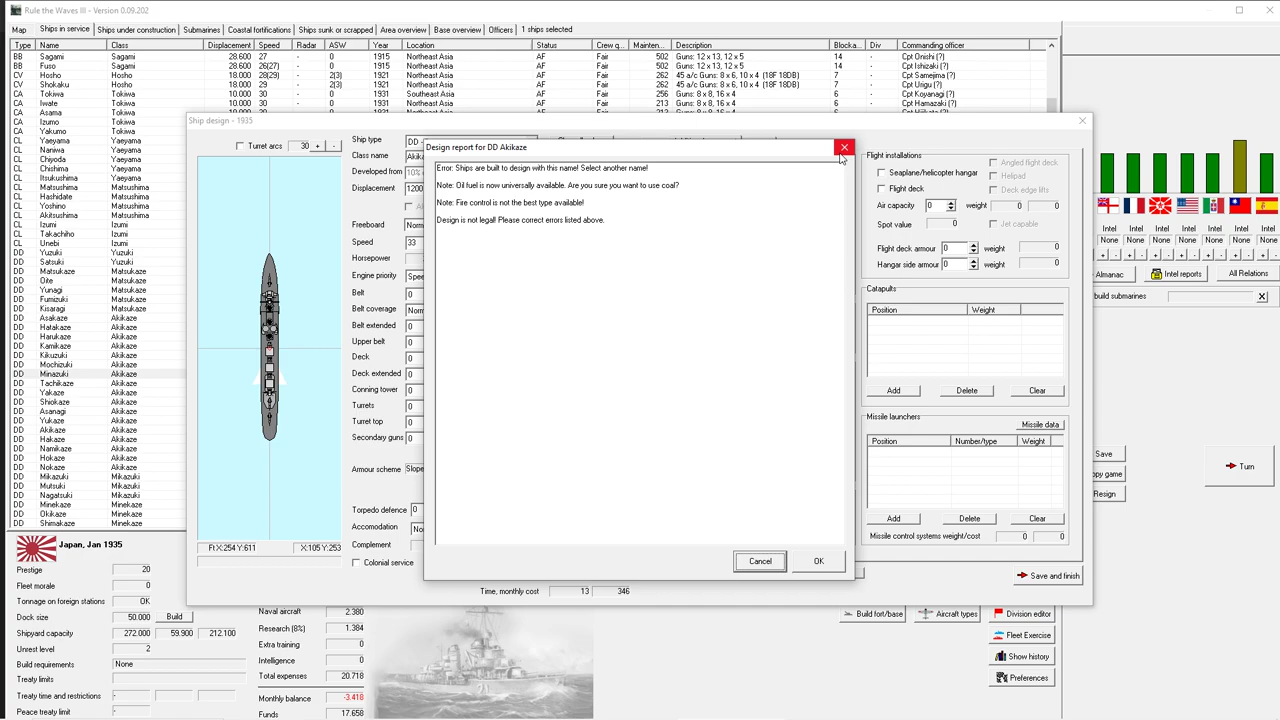 Rule the Waves III - Version 0.09.202
Map Ships in service Ships under construction Submarines Coastal fortifications Ships sunk or scrapped Area overview Base overview Officers 1 ships selected
Type Name Class Displacement Speed Radar ASW Year Location Status Crew q... Mainten... Description Blocka... Div Commanding officer
BB Sagami Sagami 28.600 27 - 0 1915 Northeast Asia AF Fair 502 Guns: 12 x 13, 12 x 5 14 - Cpt Onishi (?)
BB Fuso Sagami 28.600 26(27) - 0 1915 Northeast Asia AF Fair 502 Guns: 12 x 13, 12 x 5 14 - Cpt Ishizaki (?)
CV Hosho Hosho 18.000 28(29) - 2(3) 1921 Northeast Asia AF Fair 262 45 a/c Guns: 8 x 6, 10 x 4 (18F 18DB) 7 - Cpt Samejima (?)
CV Shokaku Hosho 18.000 29 - 2(3) 1921 Northeast Asia AF Fair 262 45 a/c Guns: 8 x 6, 10 x 4 (18F 18DB) 7 - Cpt Urigu (?)
CA Tokiwa Tokiwa 10.000 30 - 0 1931 Southeast Asia AF Fair 256 Guns: 8 x 8, 16 x 4 6 - Cpt Koyanagi (?)
CA Iwate Tokiwa 10.000 30 - 0 1931 Northeast Asia AF Fair 213 Guns: 8 x 8, 16 x 4 6 - Cpt Hamazaki (?)
CA Asama Tokiwa
CA Izumo Tokiwa
CA Yakumo Tokiwa
CL Yaeyama Yaeyama
CL Naniwa Yaeyama
CL Chiyoda Yaeyama
CL Chishima Yaeyama
CL Yaeshima Yaeyama
CL Hashidate Yaeyama
CL Yoshino Yaeyama
CL Akitsushima Yaeyama
CL Izumi Izumi
CL Takachiho Izumi
CL Unebi Izumi
DD Yuzuki Yuzuki
DD Satsuki Yuzuki
DD Matsukaze Matsukaze
DD Oite Matsukaze
DD Yunagi Matsukaze
DD Fumizuki Matsukaze
DD Kisaragi Matsukaze
DD Asakaze Akikaze
DD Hatakaze Akikaze
DD Harukaze Akikaze
DD Kamikaze Akikaze
DD Kikuzuki Akikaze
DD Mochizuki Akikaze
DD Minazuki Akikaze
DD Tachikaze Akikaze
DD Yakaze Akikaze
DD Shiokaze Akikaze
DD Asanagi Akikaze
DD Yukaze Akikaze
DD Akikaze Akikaze
DD Hakaze Akikaze
DD Namikaze Akikaze
DD Hokaze Akikaze
DD Nokaze Akikaze
DD Mikazuki Mikazuki
DD Mutsuki Mikazuki
DD Nagatsuki Mikazuki
DD Minekaze Minekaze
DD Okikaze Minekaze
DD Shimakaze Minekaze
Ship design - 1935
Turret arcs 30 + -
Ft X:254 Y:611 X:105 Y:253
Ship type DD -
Class name Akikaze
Developed from 10%
Displacement 1200
Freeboard Norm
Speed 33
Horsepower
Engine priority Spee
Belt 0
Belt coverage Norm
Belt extended 0
Upper belt 0
Deck 0
Deck extended 0
Conning tower 0
Turrets 0
Turret top 0
Secondary guns 0
Armour scheme Slope
Torpedo defence 0
Accomodation No
Complement
Colonial service
Time, monthly cost 13 346
Design report for DD Akikaze
Error: Ships are built to design with this name! Select another name!
Note: Oil fuel is now universally available. Are you sure you want to use coal?
Note: Fire control is not the best type available!
Design is not legal! Please correct errors listed above.
Cancel OK
Flight installations
Seaplane/helicopter hangar Angled flight deck
Helipad
Flight deck Deck edge lifts
Air capacity 0 weight 0 0
Spot value 0 Jet capable
Flight deck armour 0 weight 0
Hangar side armour 0 weight 0
Catapults
Position Weight
Add Delete Clear
Missile launchers
Missile data
Position Number/type Weight
Add Delete Clear
Missile control systems weight/cost 0 0
Save and finish
Intel Intel Intel Intel Intel Intel Intel
None None None None None None None
Almanac Intel reports All Relations
build submarines X
Save
opy game
Resign
Turn
Japan, Jan 1935
Prestige 20
Fleet morale 0
Tonnage on foreign stations OK
Dock size 50.000 Build
Shipyard capacity 272.000 59.900 212.100
Unrest level 2
Build requirements None
Treaty limits
Treaty time and restrictions - -
Peace treaty limit -
Naval aircraft 2.380
Research (8%) 1.384
Extra training 0
Intelligence 0
Total expenses 20.718
Monthly balance -3.418
Funds 17.658
Build fort/base Aircraft types Division editor
Fleet Exercise
Show history
Preferences